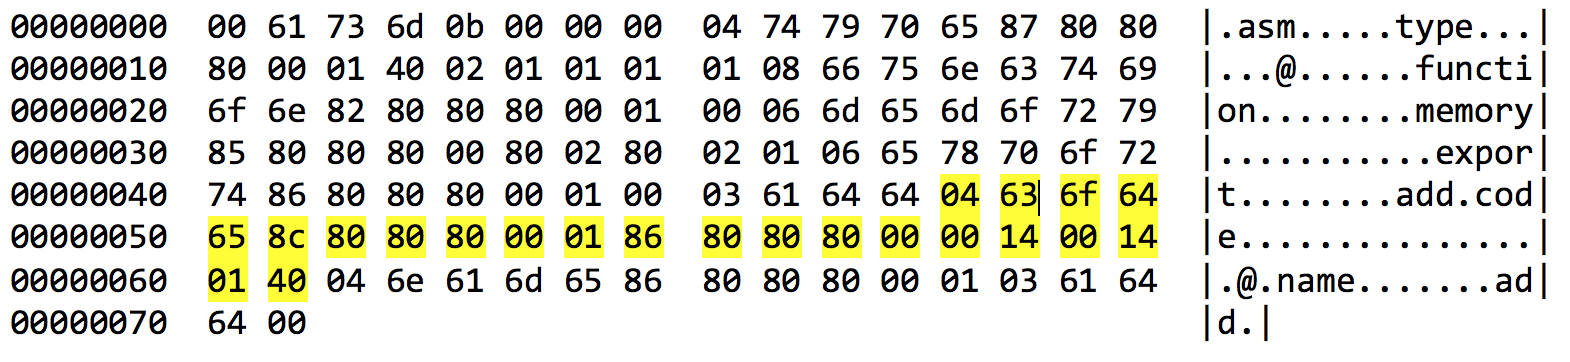 00000000 00 61 73 6d 0b 00 00 00 04 74 79 70 65 87 80 80 |.asm.....type...|
00000010 80 00 01 40 02 01 01 01 01 08 66 75 6e 63 74 69 |...@......functi|
00000020 6f 6e 82 80 80 80 00 01 00 06 6d 65 6d 6f 72 79 |on........memory|
00000030 85 80 80 80 00 80 02 80 02 01 06 65 78 70 6f 72 |...........expor|
00000040 74 86 80 80 80 00 01 00 03 61 64 64 04 63 6f 64 |t........add.cod|
00000050 65 8c 80 80 80 00 01 86 80 80 80 00 00 14 00 14 |e...............|
00000060 01 40 04 6e 61 6d 65 86 80 80 80 00 01 03 61 64 |.@.name.......ad|
00000070 64 00 |d.|